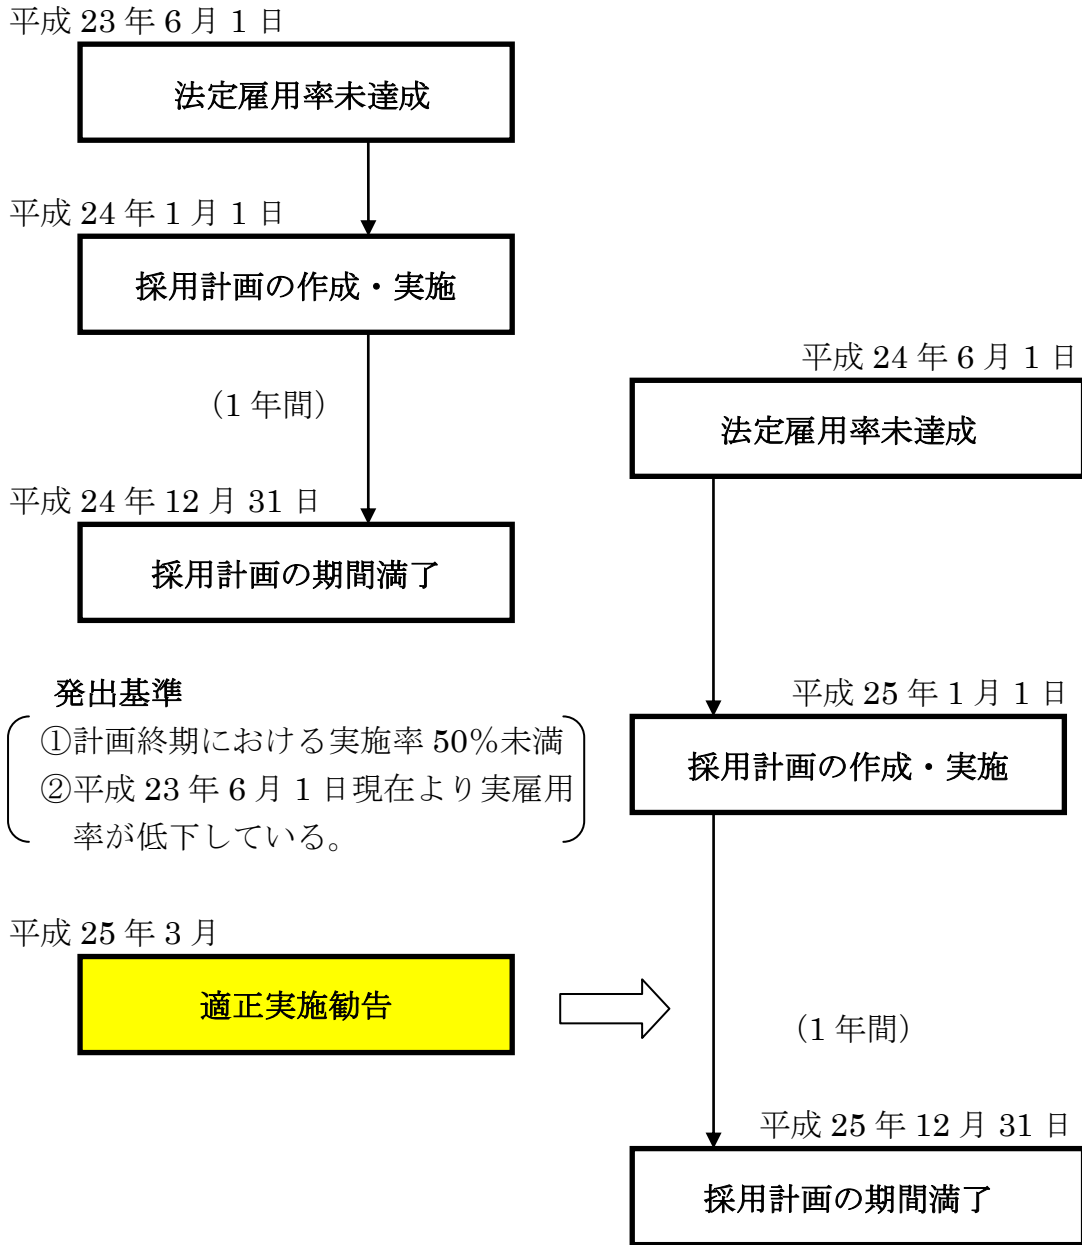 平成 23 年 6 月 1 日
法定雇用率未達成
平成 24 年 1 月 1 日
採用計画の作成・実施
（1 年間）
平成 24 年 12 月 31 日
採用計画の期間満了
発出基準
①計画終期における実施率 50％未満
②平成 23 年 6 月 1 日現在より実雇用
率が低下している。
平成 25 年 3 月
適正実施勧告
平成 24 年 6 月 1 日
法定雇用率未達成
平成 25 年 1 月 1 日
採用計画の作成・実施
（1 年間）
平成 25 年 12 月 31 日
採用計画の期間満了